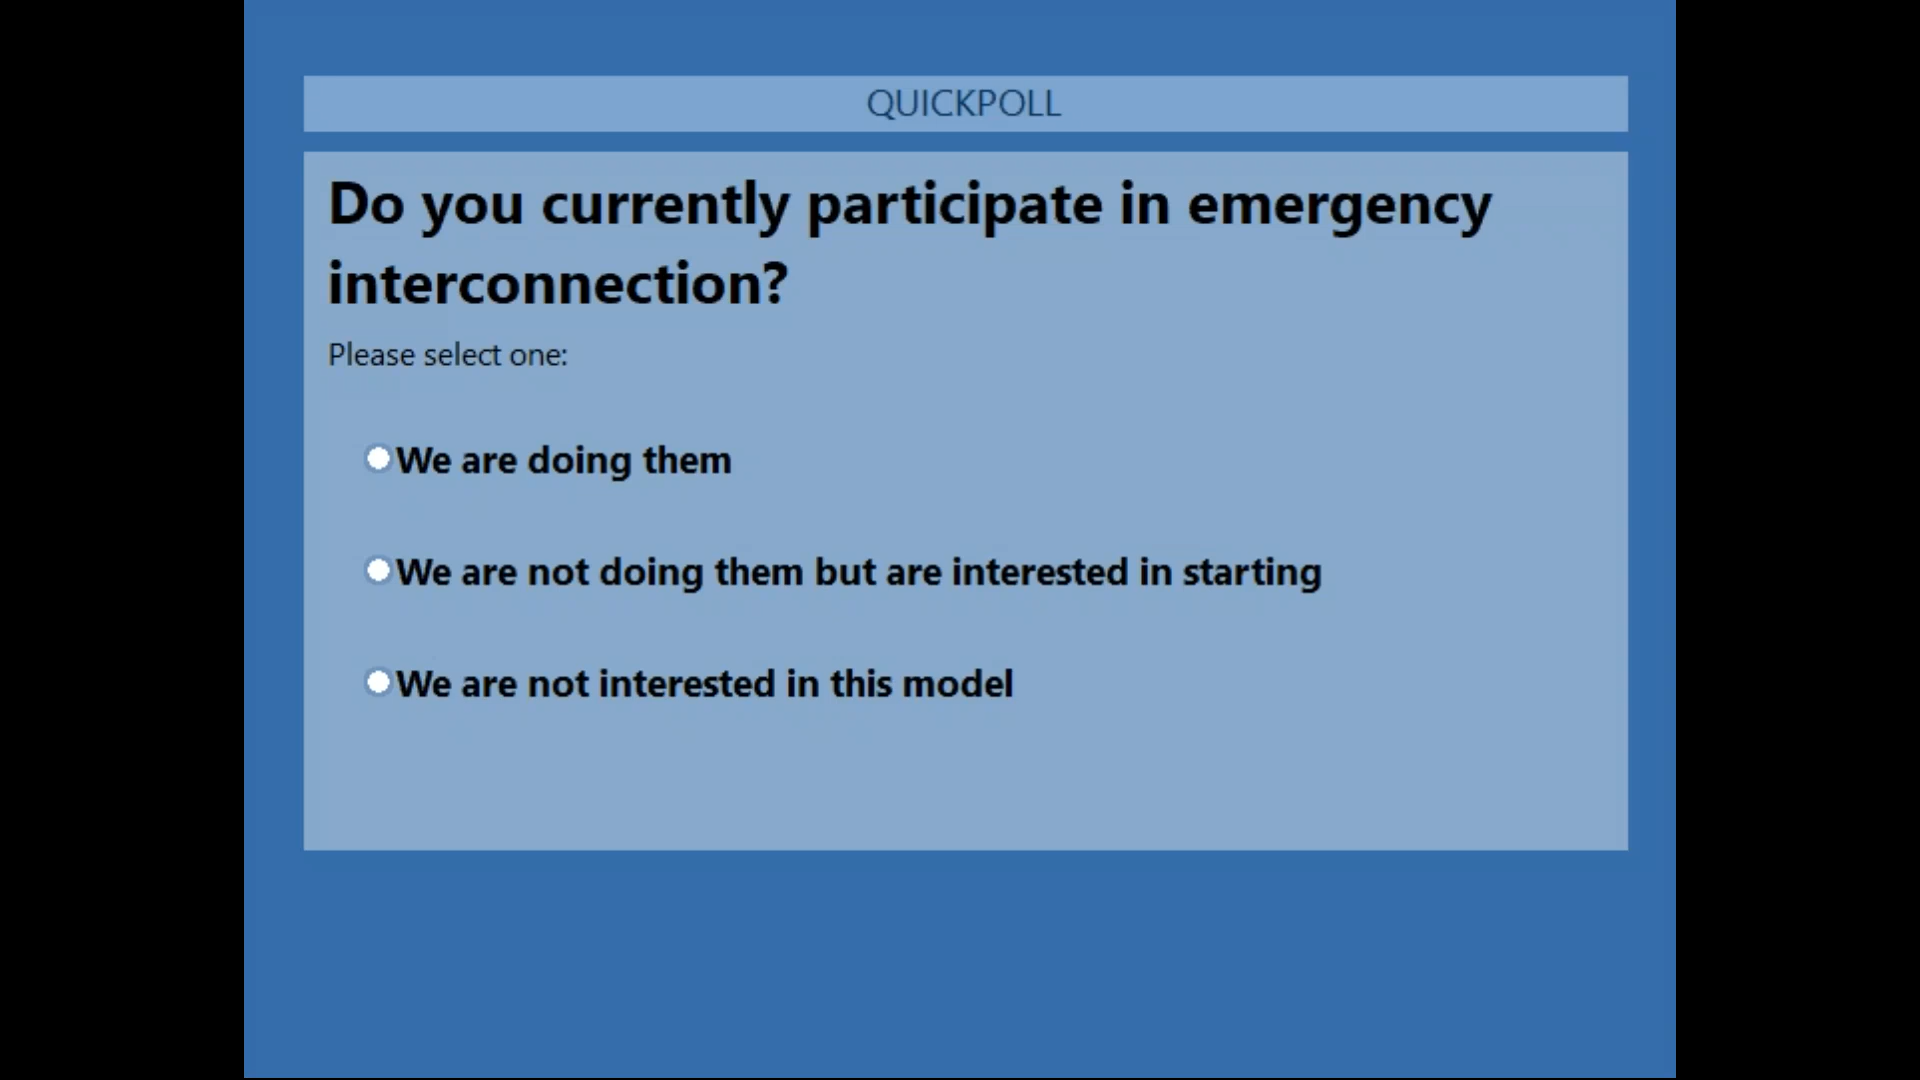 QUICKPOLL
Do you currently participate in emergency
interconnection?
Please select one:
We are doing them
We are not doing them but are interested in starting
We are not interested in this model